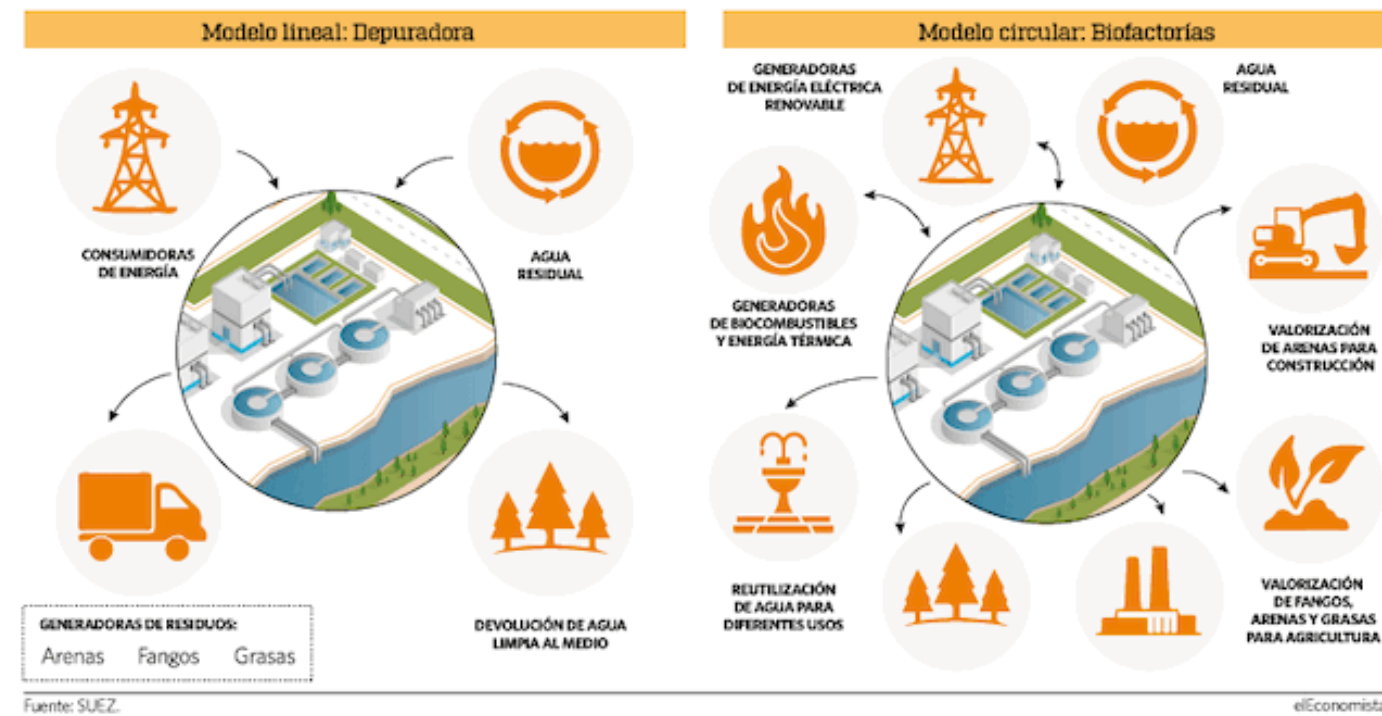 Modelo lineal: Depuradora
CONSUMIDORAS
DE ENERGÍA
AGUA
RESIDUAL
GENERADORAS DE RESIDUOS:
Arenas Fangos Grasas
DEVOLUCIÓN DE AGUA
LIMPIA AL MEDIO
Modelo circular: Biofactorías
GENERADORAS
DE ENERGÍA ELÉCTRICA
RENOVABLE
AGUA
RESIDUAL
GENERADORAS
DE BIOCOMBUSTIBLES
Y ENERGÍA TÉRMICA
VALORIZACIÓN
DE ARENAS PARA
CONSTRUCCIÓN
REUTILIZACIÓN
DE AGUA PARA
DIFERENTES USOS
VALORIZACIÓN
DE FANGOS,
ARENAS Y GRASAS
PARA AGRICULTURA
Fuente: SUEZ.
elEconomista